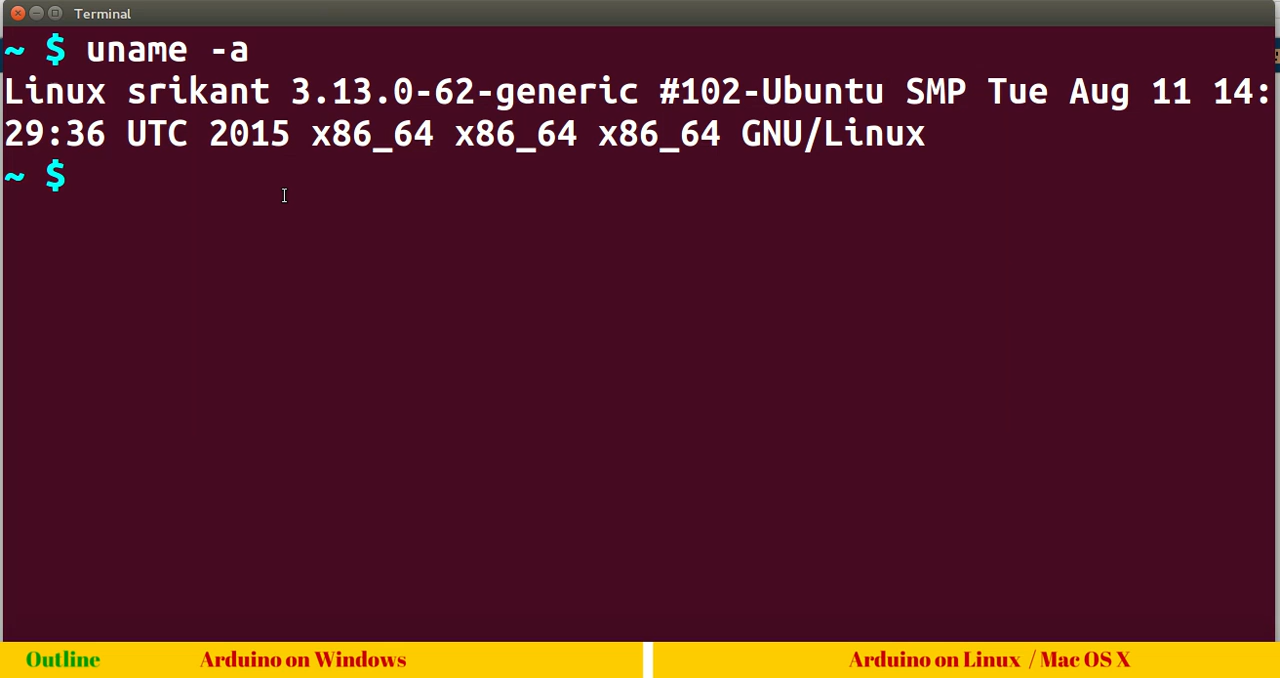 Terminal
~ $ uname -a
Linux srikant 3.13.0-62-generic #102-Ubuntu SMP Tue Aug 11 14:
29:36 UTC 2015 x86_64 x86_64 x86_64 GNU/Linux
~ $
Outline Arduino on Windows Arduino on Linux / Mac OS X